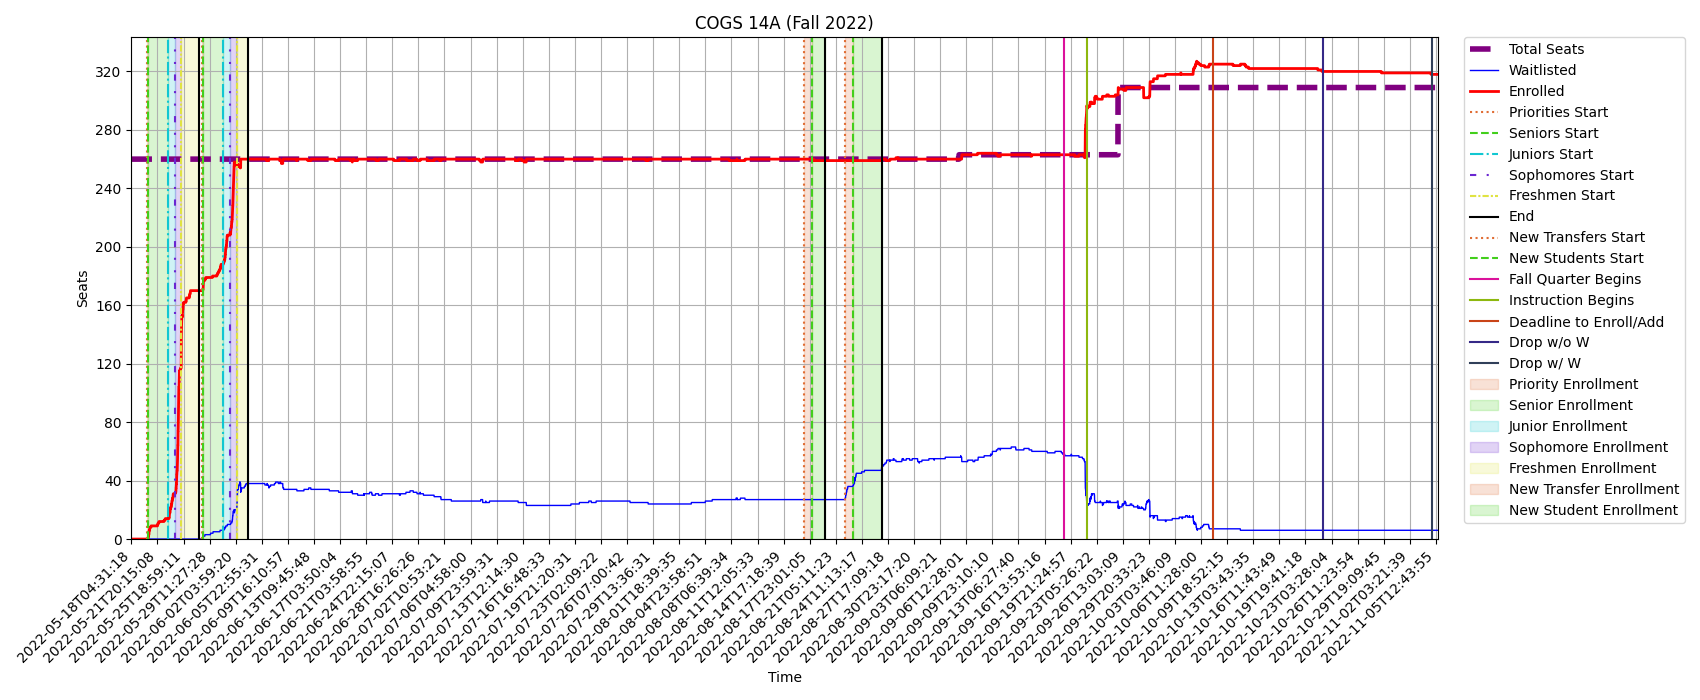 COGS 14A (Fall 2022)
Seats
320
280
240
200
160
120
80
40
0
2022-05-18T04:31:18
2022-05-21T20:15:08
2022-05-25T18:59:11
2022-05-29T11:27:28
2022-06-02T03:59:20
2022-06-05T22:55:31
2022-06-09T16:10:57
2022-06-13T09:45:48
2022-06-17T03:50:04
2022-06-21T03:58:55
2022-06-24T22:15:07
2022-06-28T16:26:26
2022-07-02T10:53:21
2022-07-06T04:58:00
2022-07-09T23:59:31
2022-07-13T12:14:30
2022-07-16T16:48:33
2022-07-19T21:20:31
2022-07-23T02:09:22
2022-07-26T07:00:42
2022-07-29T13:36:31
2022-08-01T18:39:35
2022-08-04T23:58:51
2022-08-08T06:39:34
2022-08-11T12:05:33
2022-08-14T17:18:39
2022-08-17T23:01:05
2022-08-21T05:11:23
2022-08-24T11:13:17
2022-08-27T17:09:18
2022-08-30T23:17:20
2022-09-03T06:09:21
2022-09-06T12:28:01
2022-09-09T23:10:10
2022-09-13T06:27:40
2022-09-16T13:53:16
2022-09-19T21:24:57
2022-09-23T05:26:22
2022-09-26T13:03:09
2022-09-29T20:33:23
2022-10-03T03:46:09
2022-10-06T11:28:00
2022-10-09T18:52:15
2022-10-13T03:43:35
2022-10-16T11:43:49
2022-10-19T19:41:18
2022-10-23T03:28:04
2022-10-26T11:23:54
2022-10-29T19:09:45
2022-11-02T03:21:39
2022-11-05T12:43:55
Time
Total Seats
Waitlisted
Enrolled
Priorities Start
Seniors Start
Juniors Start
Sophomores Start
Freshmen Start
End
New Transfers Start
New Students Start
Fall Quarter Begins
Instruction Begins
Deadline to Enroll/Add
Drop w/o W
Drop w/ W
Priority Enrollment
Senior Enrollment
Junior Enrollment
Sophomore Enrollment
Freshmen Enrollment
New Transfer Enrollment
New Student Enrollment